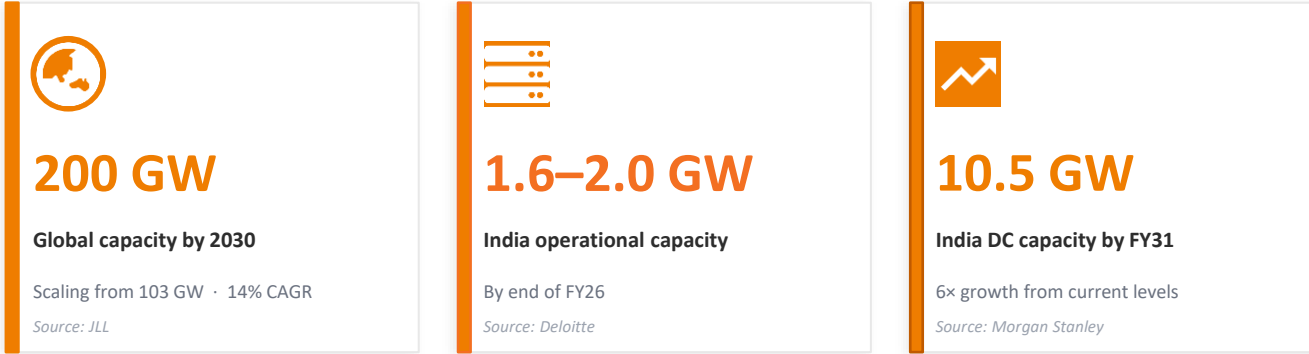 200 GW
Global capacity by 2030
Scaling from 103 GW · 14% CAGR
Source: JLL
1.6–2.0 GW
India operational capacity
By end of FY26
Source: Deloitte
10.5 GW
India DC capacity by FY31
6× growth from current levels
Source: Morgan Stanley